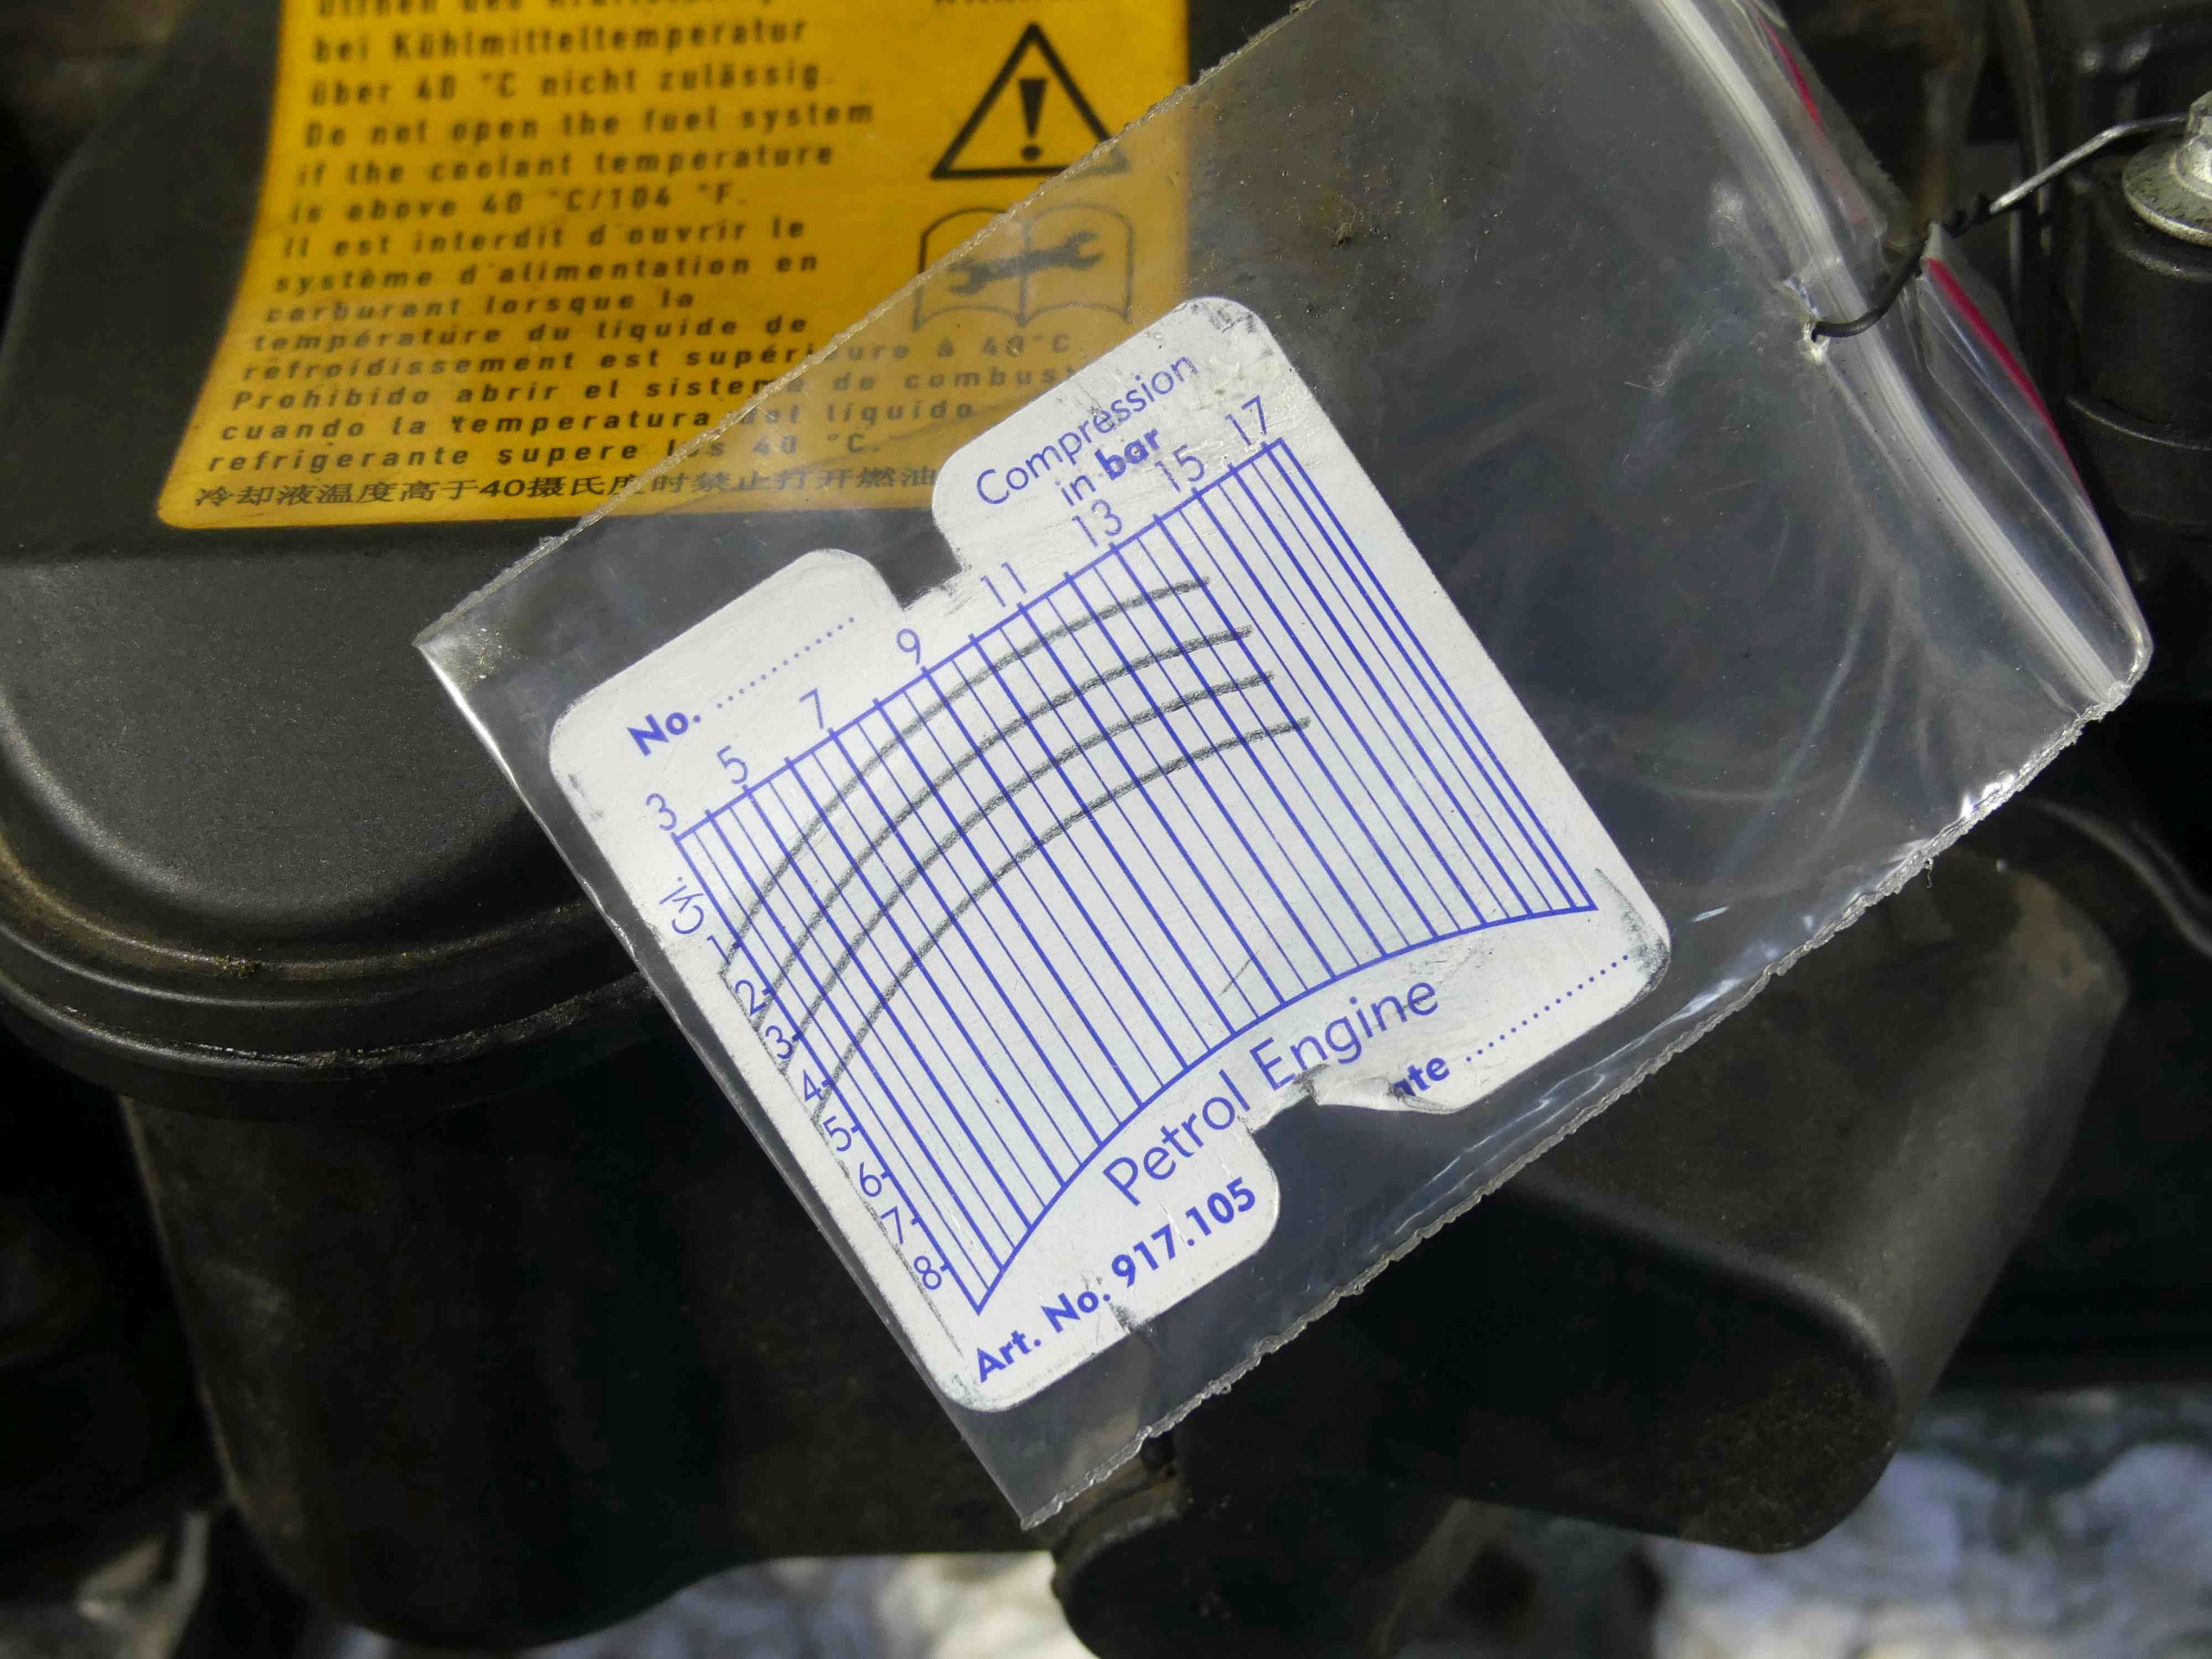 bei Kühlmitteltemperatur
über 40 °C nicht zulässig.
Do not open the fuel system
if the coolant temperature
is above 40 °C/104 °F.
Il est interdit d'ouvrir le
système d'alimentation en
carburant lorsque la
température du liquide de
refroidissement est supérieure à 40°C.
Prohibido abrir el sistema de combust
cuando la temperatura del líquido
refrigerante supere los 40 °C.
冷却液温度高于40摄氏度时禁止打开燃油
Compression
in bar
No. ..............
3 5 7 9 11 13 15 17
Cyl.
1
2
3
4
5
6
7
8
Petrol Engine
ate ..............
Art. No. 917.105